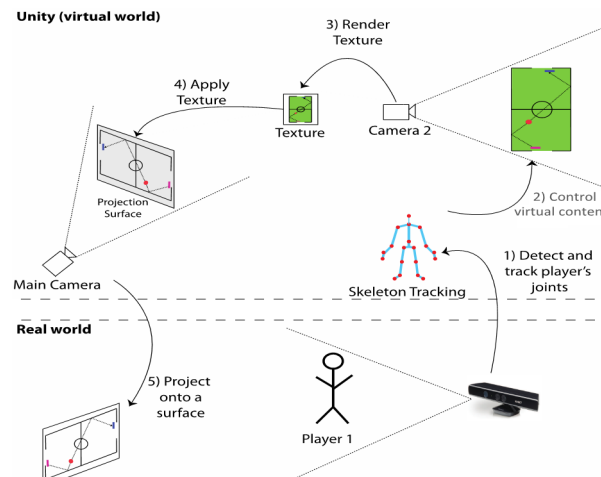 Unity (virtual world)
3) Render
Texture
4) Apply
Texture
Texture
Camera 2
Projection
Surface
2) Control
virtual conten
1) Detect and
track player's
joints
Main Camera
Skeleton Tracking
Real world
5) Project
onto a
surface
Player 1